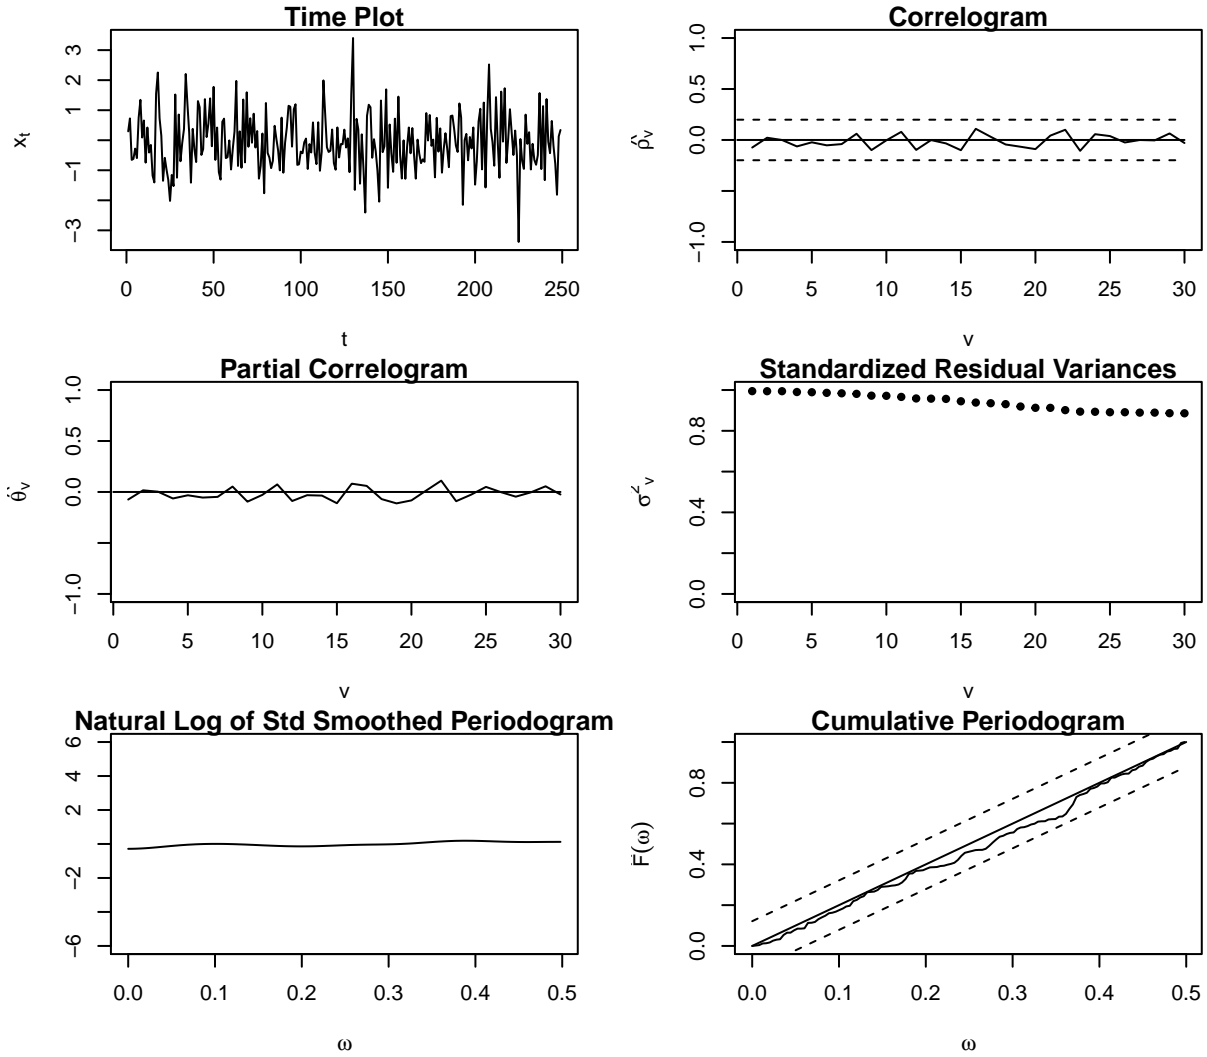 Time Plot
x_t
3
2
1
−1
−3
0 50 100 150 200 250
t
Correlogram
ρ̂_v
1.0
0.5
0.0
−1.0
0 5 10 15 20 25 30
v
Partial Correlogram
θ̂_v
1.0
0.5
0.0
−1.0
0 5 10 15 20 25 30
v
Standardized Residual Variances
σ̂²_v
0.8
0.4
0.0
0 5 10 15 20 25 30
v
Natural Log of Std Smoothed Periodogram
6
4
2
−2
−6
0.0 0.1 0.2 0.3 0.4 0.5
ω
Cumulative Periodogram
F̂(ω)
0.8
0.4
0.0
0.0 0.1 0.2 0.3 0.4 0.5
ω